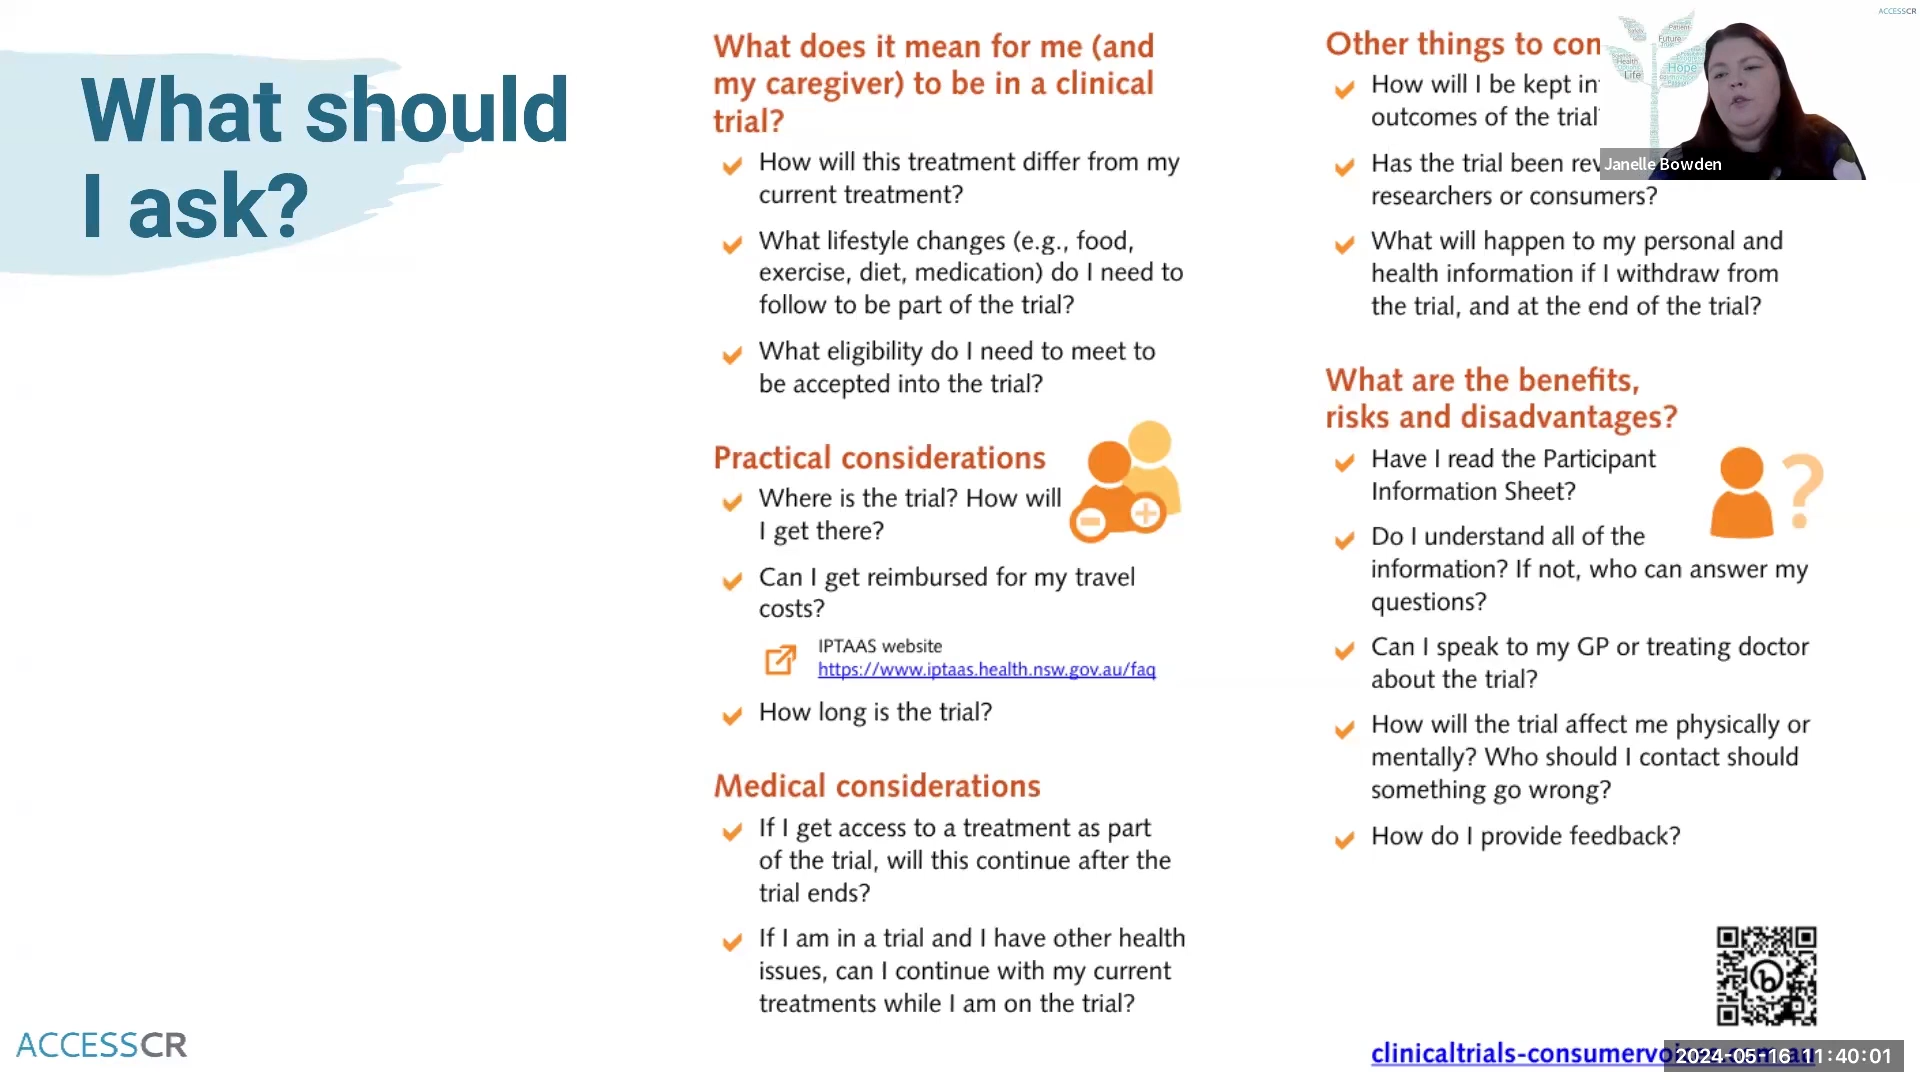 What should
I ask?
What does it mean for me (and
my caregiver) to be in a clinical
trial?
How will this treatment differ from my
current treatment?
What lifestyle changes (e.g., food,
exercise, diet, medication) do I need to
follow to be part of the trial?
What eligibility do I need to meet to
be accepted into the trial?
Practical considerations
Where is the trial? How will
I get there?
Can I get reimbursed for my travel
costs?
IPTAAS website
https://www.iptaas.health.nsw.gov.au/faq
How long is the trial?
Medical considerations
If I get access to a treatment as part
of the trial, will this continue after the
trial ends?
If I am in a trial and I have other health
issues, can I continue with my current
treatments while I am on the trial?
Other things to
How will I be kept
outcomes of the trial
Has the trial been
researchers or consumers?
What will happen to my personal and
health information if I withdraw from
the trial, and at the end of the trial?
What are the benefits,
risks and disadvantages?
Have I read the Participant
Information Sheet?
Do I understand all of the
information? If not, who can answer my
questions?
Can I speak to my GP or treating doctor
about the trial?
How will the trial affect me physically or
mentally? Who should I contact should
something go wrong?
How do I provide feedback?
ACCESSCR
Patient
Future
Health
Hope
Life
Janelle Bowden
ACCESSCR
2024-05-16 11:40:01